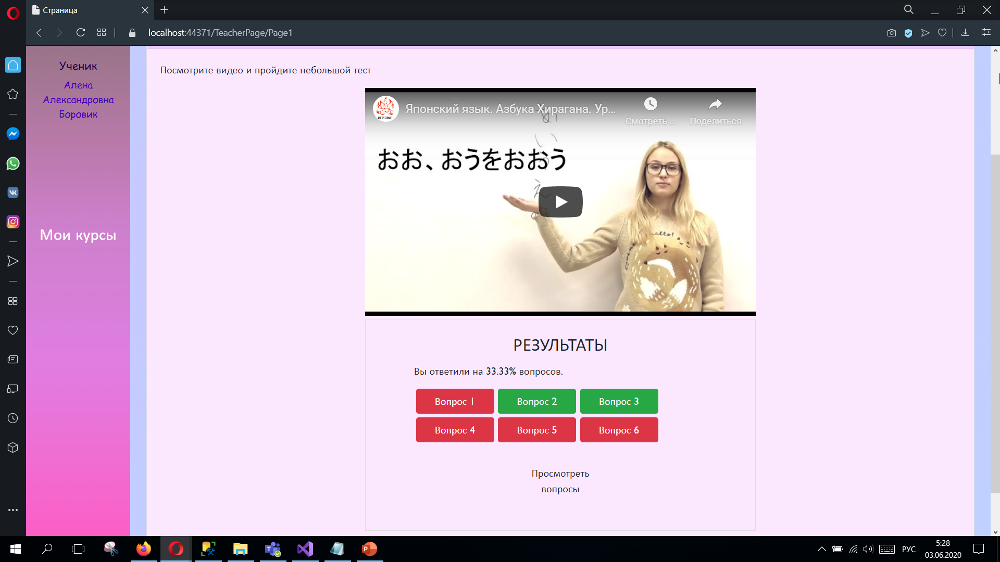 Страница
localhost:44371/TeacherPage/Page1
Ученик
Алена
Александровна
Боровик
Мои курсы
Посмотрите видео и пройдите небольшой тест
KITSUNE
Японский язык. Азбука Хирагана. Ур...
Смотреть ...
Поделиться
おお、おうをおおう
hello!
РЕЗУЛЬТАТЫ
Вы ответили на 33.33% вопросов.
Вопрос 1
Вопрос 2
Вопрос 3
Вопрос 4
Вопрос 5
Вопрос 6
Просмотреть
вопросы
РУС
5:28
03.06.2020